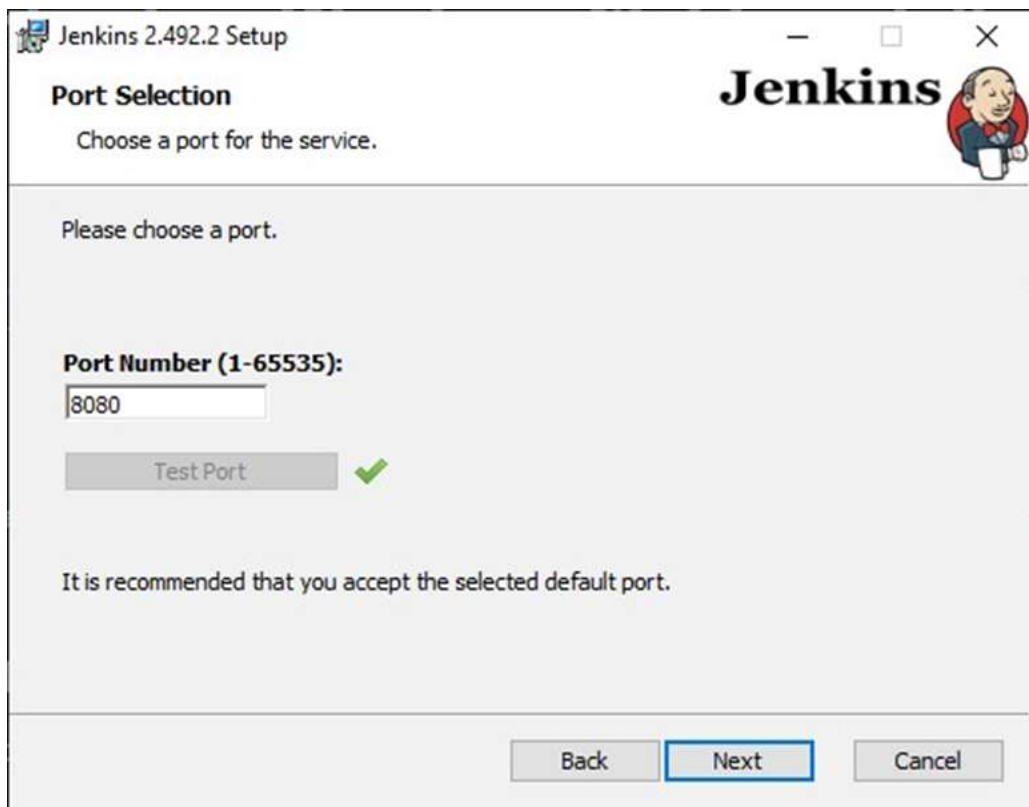 Jenkins 2.492.2 Setup
Port Selection
Jenkins
Choose a port for the service.
Please choose a port.
Port Number (1-65535):
8080
Test Port
It is recommended that you accept the selected default port.
Back Next Cancel